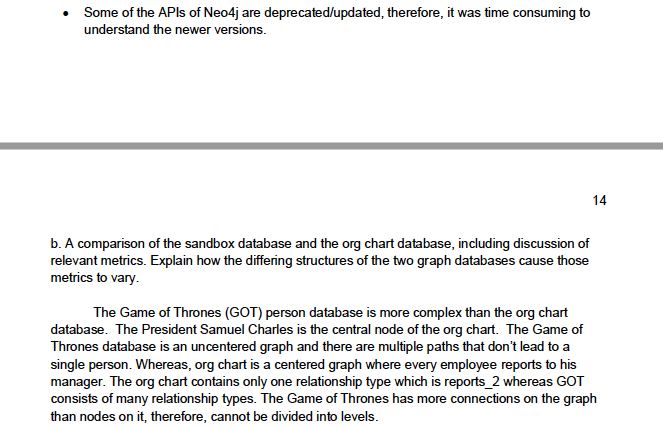 • Some of the APIs of Neo4j are deprecated/updated, therefore, it was time consuming to
understand the newer versions.
14
b. A comparison of the sandbox database and the org chart database, including discussion of
relevant metrics. Explain how the differing structures of the two graph databases cause those
metrics to vary.
The Game of Thrones (GOT) person database is more complex than the org chart
database. The President Samuel Charles is the central node of the org chart. The Game of
Thrones database is an uncentered graph and there are multiple paths that don't lead to a
single person. Whereas, org chart is a centered graph where every employee reports to his
manager. The org chart contains only one relationship type which is reports_2 whereas GOT
consists of many relationship types. The Game of Thrones has more connections on the graph
than nodes on it, therefore, cannot be divided into levels.